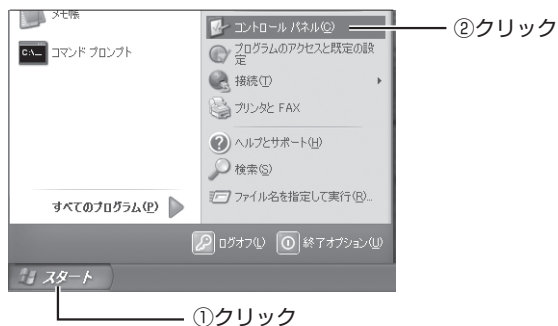 メモ帳
コマンド プロンプト
すべてのプログラム(P)
コントロール パネル(C)
プログラムのアクセスと既定の設
定
接続(T)
プリンタと FAX
ヘルプとサポート(H)
検索(S)
ファイル名を指定して実行(R)...
ログオフ(L)
終了オプション(U)
スタート
②クリック
①クリック